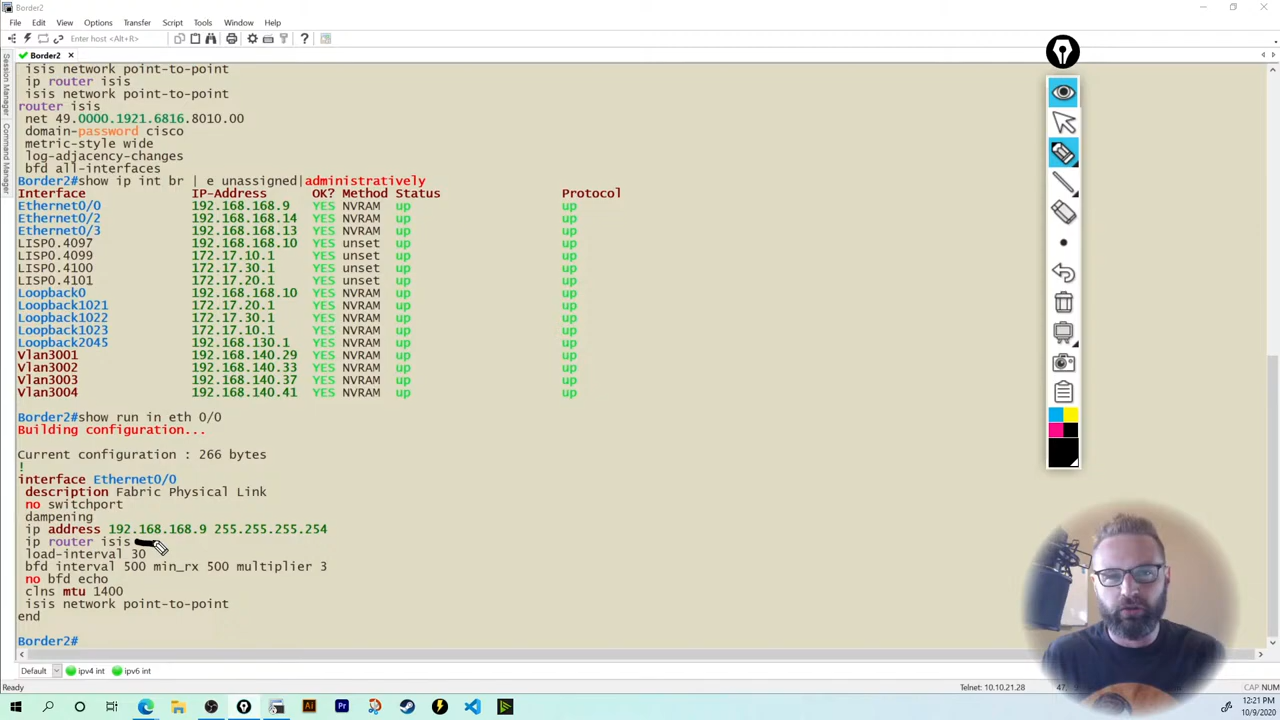 Border2
File Edit View Options Transfer Script Tools Window Help
Enter host <Alt+R>
Border2
Session Manager
Command Manager
isis network point-to-point
ip router isis
isis network point-to-point
router isis
net 49.0000.1921.6816.8010.00
domain-password cisco
metric-style wide
log-adjacency-changes
bfd all-interfaces
Border2#show ip int br | e unassigned|administratively
Interface IP-Address OK? Method Status Protocol
Ethernet0/0 192.168.168.9 YES NVRAM up up
Ethernet0/2 192.168.168.14 YES NVRAM up up
Ethernet0/3 192.168.168.13 YES NVRAM up up
LISP0.4097 192.168.168.10 YES unset up up
LISP0.4099 172.17.10.1 YES unset up up
LISP0.4100 172.17.30.1 YES unset up up
LISP0.4101 172.17.20.1 YES unset up up
Loopback0 192.168.168.10 YES NVRAM up up
Loopback1021 172.17.20.1 YES NVRAM up up
Loopback1022 172.17.30.1 YES NVRAM up up
Loopback1023 172.17.10.1 YES NVRAM up up
Loopback2045 192.168.130.1 YES NVRAM up up
Vlan3001 192.168.140.29 YES NVRAM up up
Vlan3002 192.168.140.33 YES NVRAM up up
Vlan3003 192.168.140.37 YES NVRAM up up
Vlan3004 192.168.140.41 YES NVRAM up up
Border2#show run in eth 0/0
Building configuration...
Current configuration : 266 bytes
!
interface Ethernet0/0
description Fabric Physical Link
no switchport
dampening
ip address 192.168.168.9 255.255.255.254
ip router isis
load-interval 30
bfd interval 500 min_rx 500 multiplier 3
no bfd echo
clns mtu 1400
isis network point-to-point
end
Border2#
Default ipv4 int ipv6 int
Ready Telnet: 10.10.21.28 47, CAP NUM
12:21 PM
10/9/2020